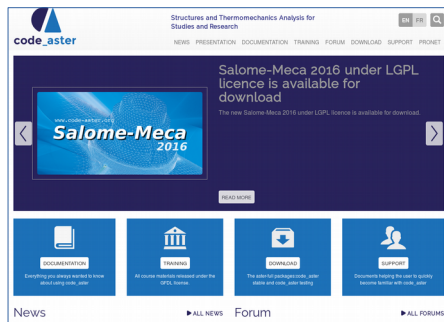 code_aster
Structures and Thermomechanics Analysis for
Studies and Research
EN FR
NEWS PRESENTATION DOCUMENTATION TRAINING FORUM DOWNLOAD SUPPORT PRONET
www.code-aster.org
Salome-Meca
2016
Salome-Meca 2016 under LGPL
licence is available for
download
The new Salome-Meca 2016 under LGPL licence is available for download.
READ MORE
DOCUMENTATION
Everything you always wanted to know
about using code_aster
TRAINING
All course materials released under the
GFDL license.
DOWNLOAD
The aster-full packages:code_aster
stable and code_aster testing
SUPPORT
Documents helping the user to quickly
become familiar with code_aster
News
ALL NEWS
Forum
ALL FORUMS